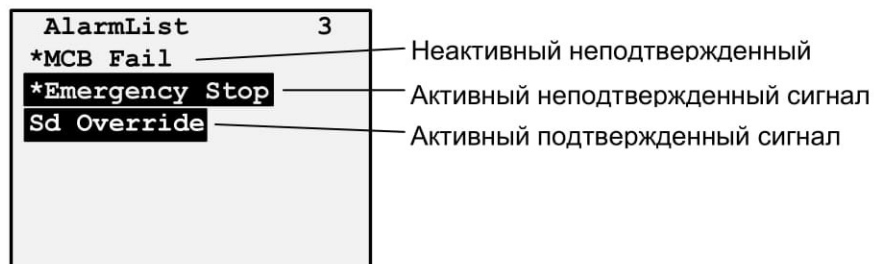 AlarmList 3
*MCB Fail
Неактивный неподтвержденный
*Emergency Stop
Активный неподтвержденный сигнал
Sd Override
Активный подтвержденный сигнал